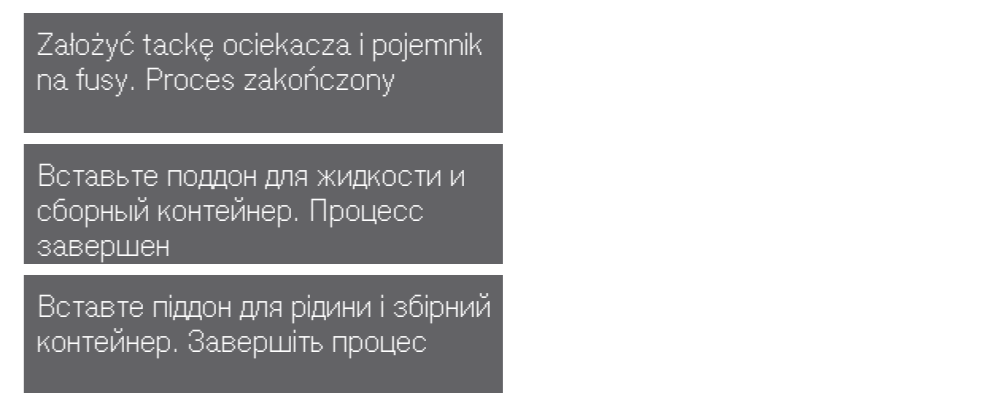 Założyć tackę ociekacza i pojemnik
na fusy. Proces zakończony
Вставьте поддон для жидкости и
сборный контейнер. Процесс
завершен
Вставте піддон для рідини і збірний
контейнер. Завершіть процес